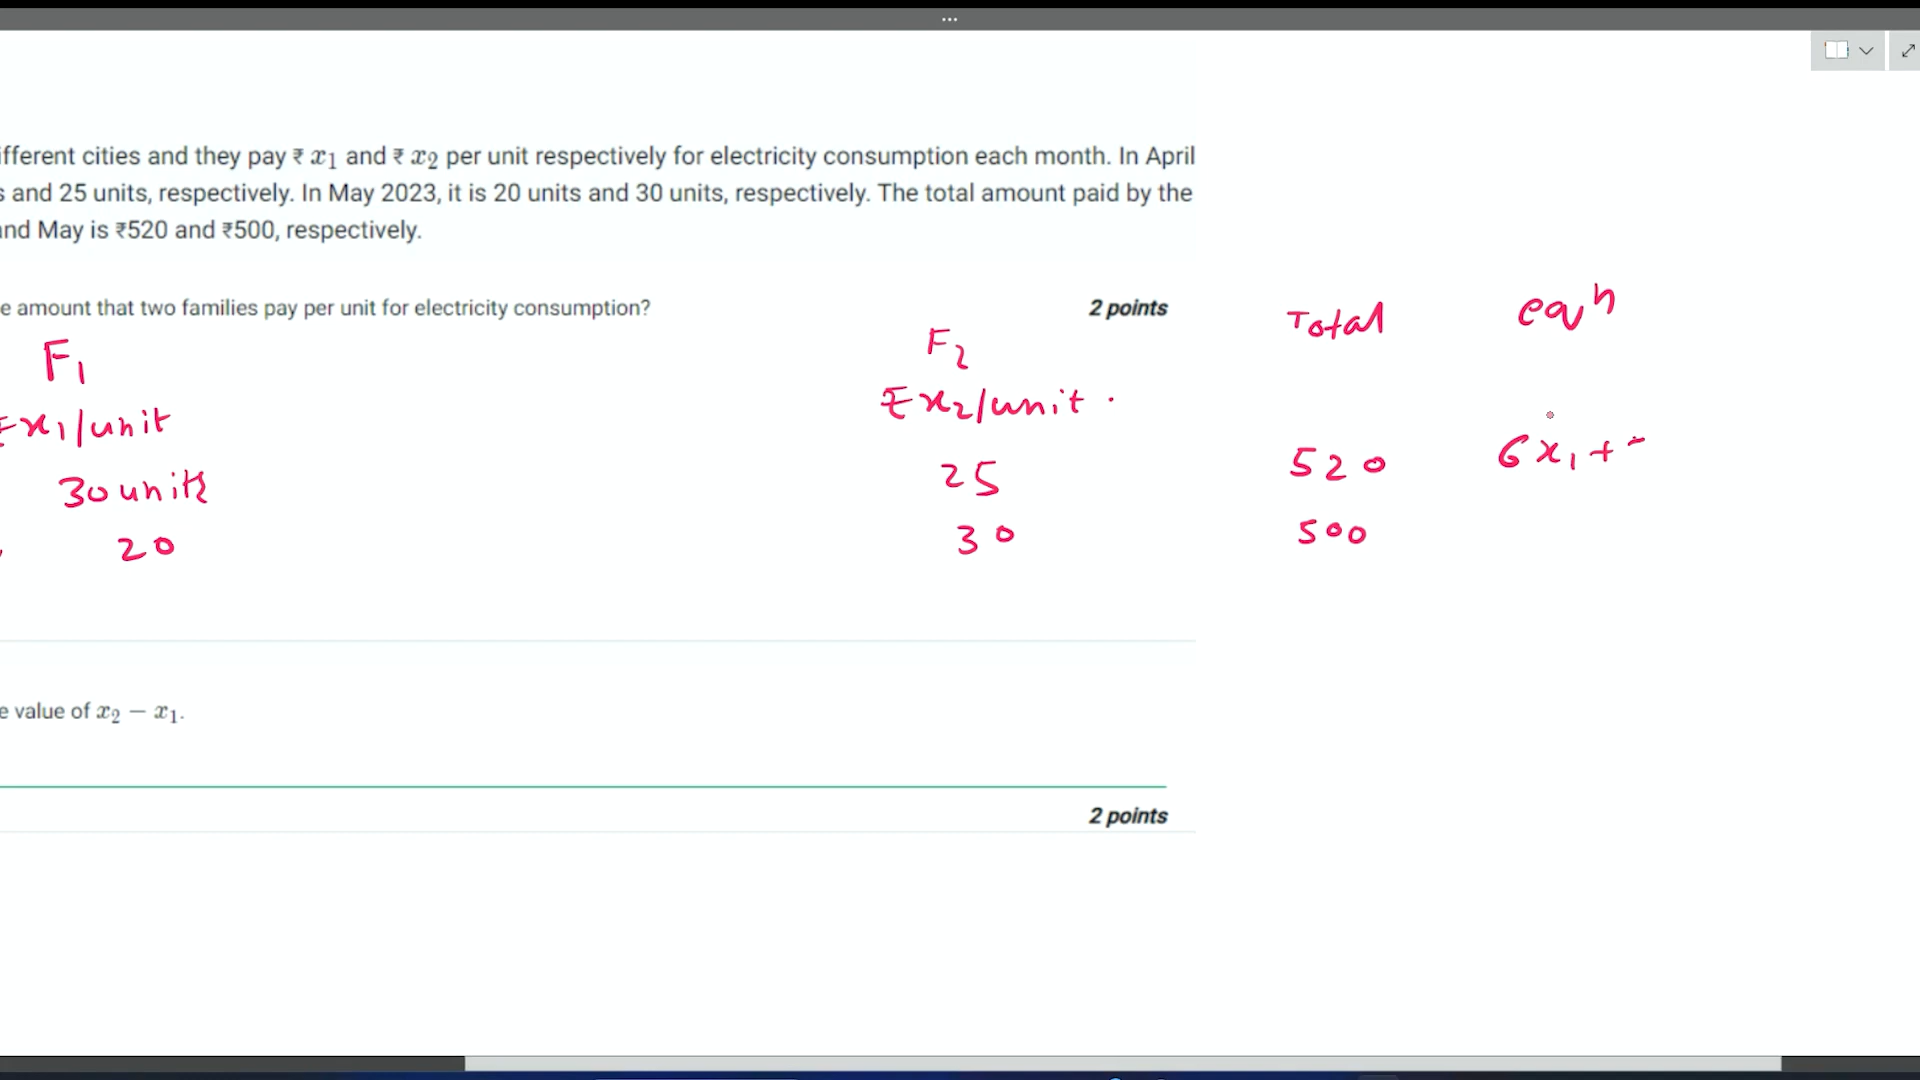 ifferent cities and they pay ₹ x₁ and ₹ x₂ per unit respectively for electricity consumption each month. In April
s and 25 units, respectively. In May 2023, it is 20 units and 30 units, respectively. The total amount paid by the
and May is ₹520 and ₹500, respectively.
e amount that two families pay per unit for electricity consumption? 2 points
F₁ F₂ Total eqn
₹x₁/unit ₹x₂/unit
30 units 25 520 6x₁ +
20 30 500
e value of x₂ − x₁.
2 points